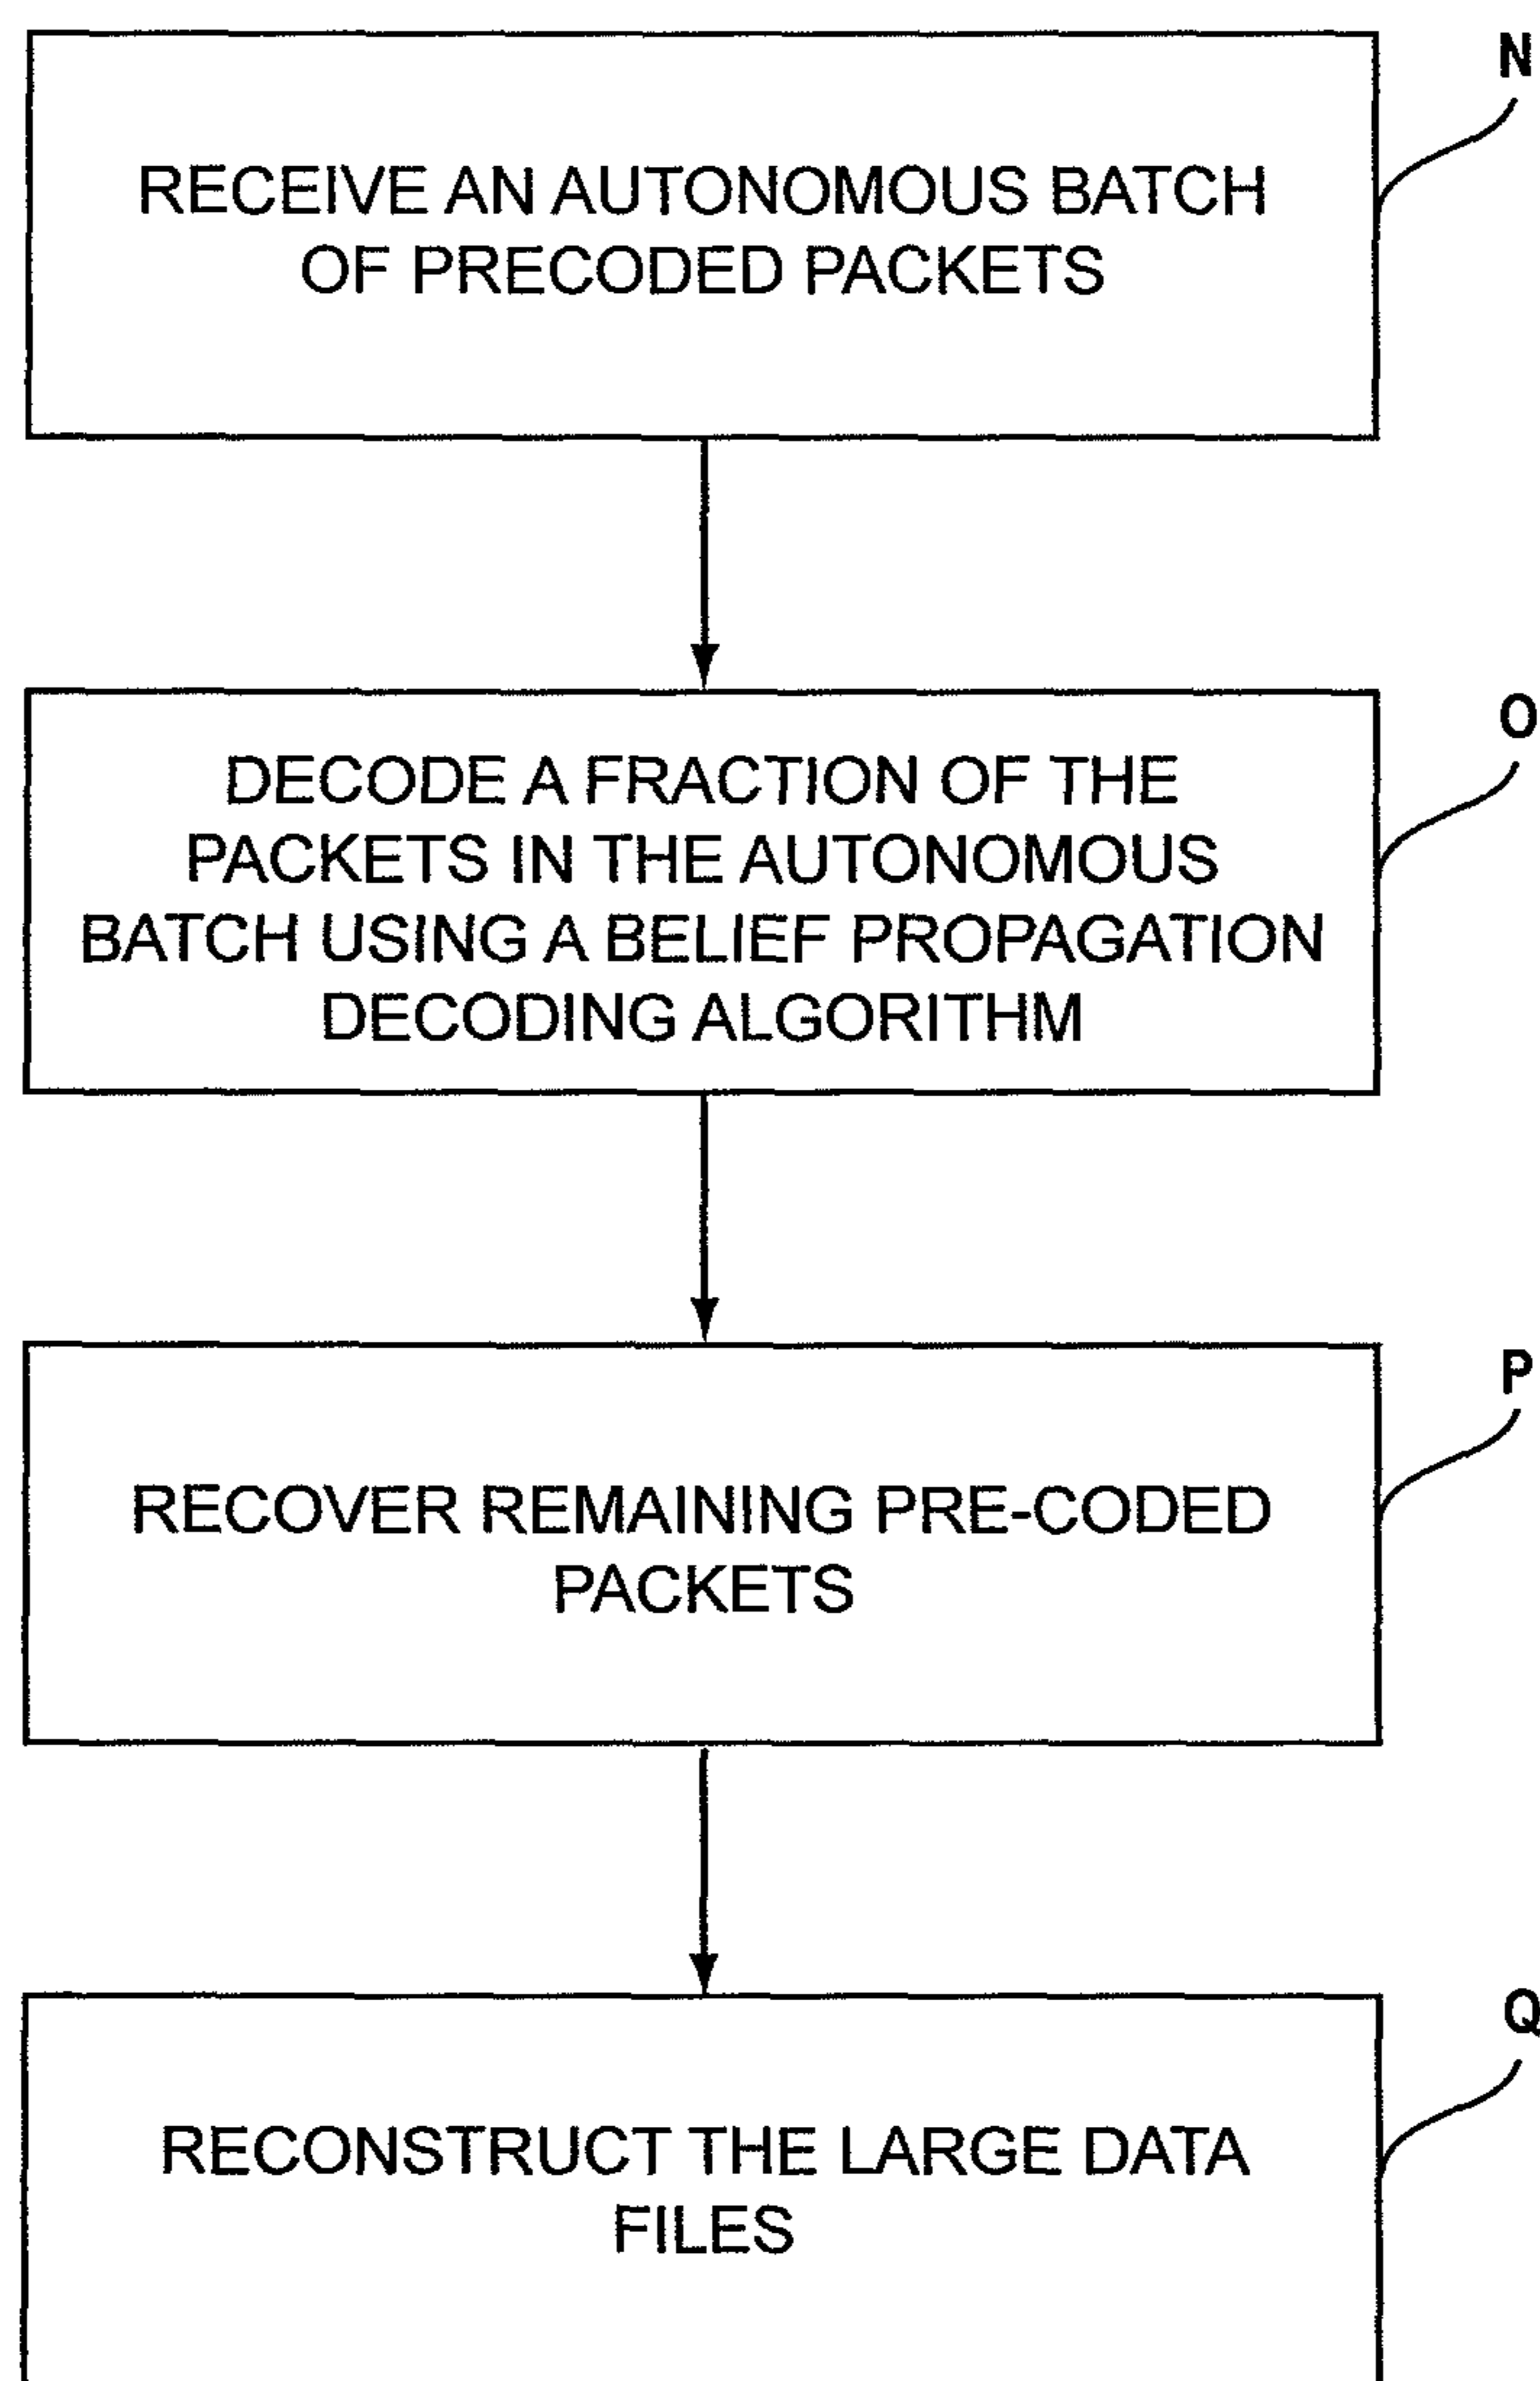 N
RECEIVE AN AUTONOMOUS BATCH
OF PRECODED PACKETS
O
DECODE A FRACTION OF THE
PACKETS IN THE AUTONOMOUS
BATCH USING A BELIEF PROPAGATION
DECODING ALGORITHM
P
RECOVER REMAINING PRE-CODED
PACKETS
Q
RECONSTRUCT THE LARGE DATA
FILES